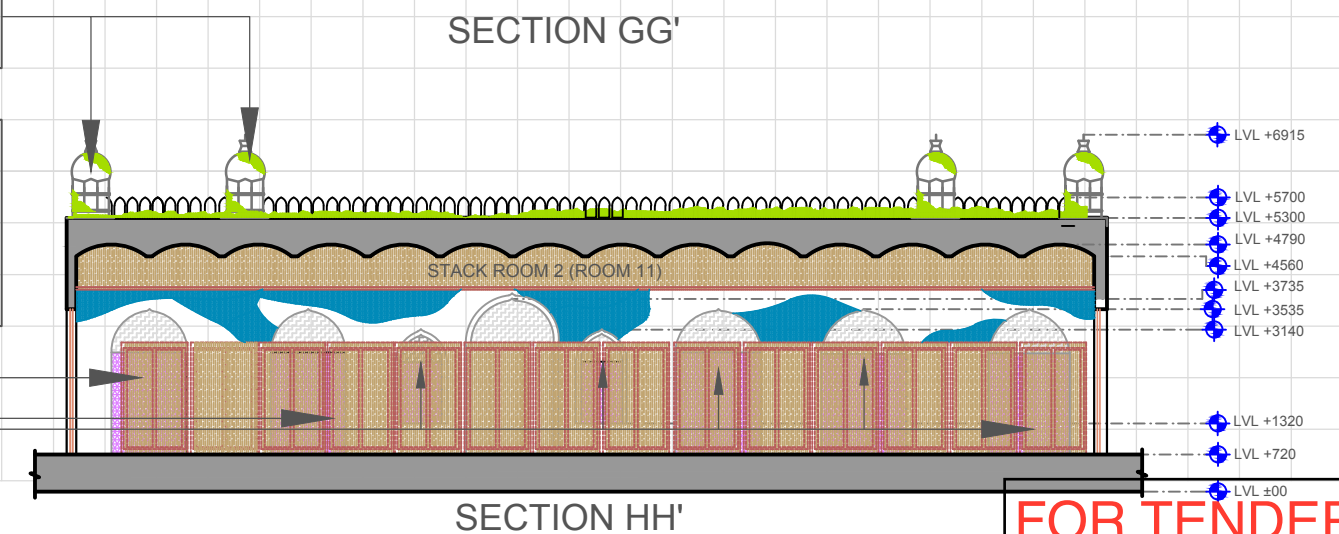 SECTION GG'
LVL +6915
LVL +5700
LVL +5300
LVL +4790
STACK ROOM 2 (ROOM 11)
LVL +4560
LVL +3735
LVL +3535
LVL +3140
LVL +1320
LVL +720
LVL ±00
SECTION HH'
FOR TENDER